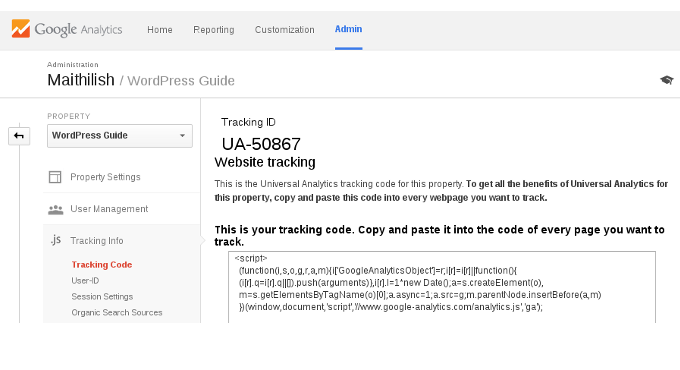 Google Analytics Home Reporting Customization Admin
Administration
Maithilish / WordPress Guide
PROPERTY
WordPress Guide
Property Settings
User Management
.js Tracking Info
Tracking Code
User-ID
Session Settings
Organic Search Sources
Tracking ID
UA-50867
Website tracking
This is the Universal Analytics tracking code for this property. To get all the benefits of Universal Analytics for
this property, copy and paste this code into every webpage you want to track.
This is your tracking code. Copy and paste it into the code of every page you want to
track.
<script>
(function(i,s,o,g,r,a,m){i['GoogleAnalyticsObject']=r;i[r]=i[r]||function(){
(i[r].q=i[r].q||[]).push(arguments)},i[r].l=1*new Date();a=s.createElement(o),
m=s.getElementsByTagName(o)[0];a.async=1;a.src=g;m.parentNode.insertBefore(a,m)
})(window,document,'script','//www.google-analytics.com/analytics.js','ga');